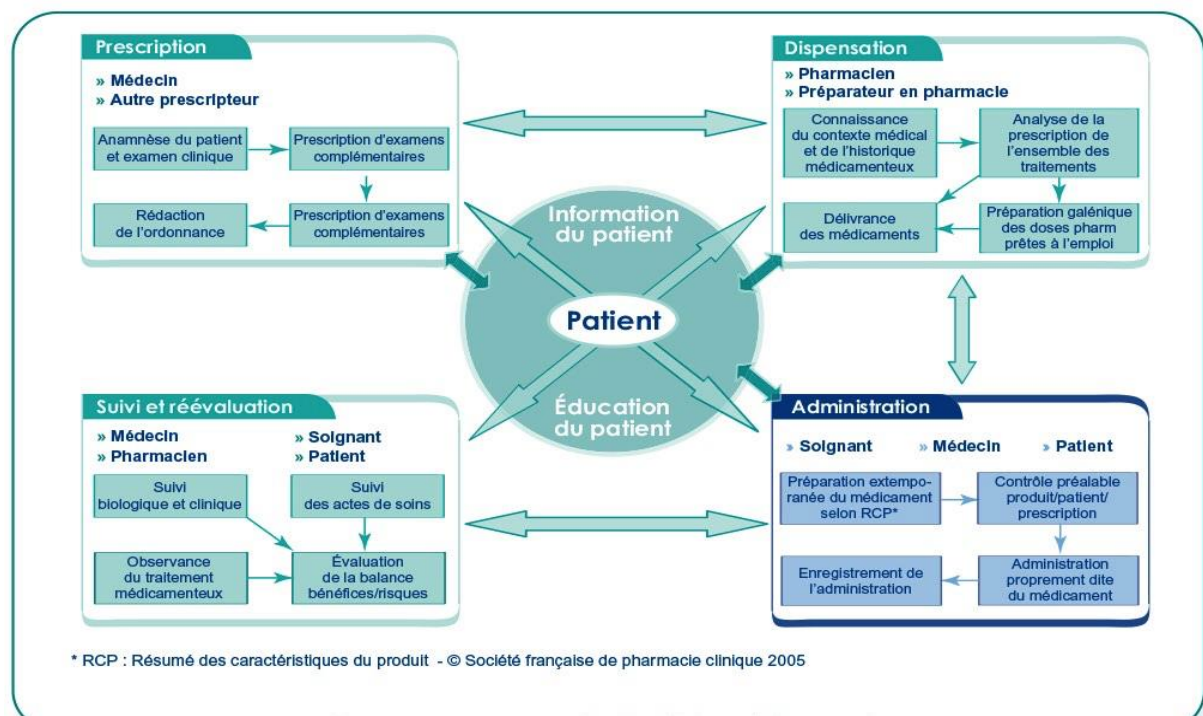 Prescription
» Médecin
» Autre prescripteur
Anamnèse du patient
et examen clinique
Prescription d'examens
complémentaires
Rédaction
de l'ordonnance
Prescription d'examens
complémentaires
Dispensation
» Pharmacien
» Préparateur en pharmacie
Connaissance
du contexte médical
et de l'historique
médicamenteux
Analyse de la
prescription de
l'ensemble des
traitements
Délivrance
des médicaments
Préparation galénique
des doses pharm
prêtes à l'emploi
Information
du patient
Patient
Éducation
du patient
Suivi et réévaluation
» Médecin
» Pharmacien
» Soignant
» Patient
Suivi
biologique et clinique
Suivi
des actes de soins
Observance
du traitement
médicamenteux
Évaluation
de la balance
bénéfices/risques
Administration
» Soignant
» Médecin
» Patient
Préparation extempo-
ranée du médicament
selon RCP*
Contrôle préalable
produit/patient/
prescription
Enregistrement de
l'administration
Administration
proprement dite
du médicament
* RCP : Résumé des caractéristiques du produit - © Société française de pharmacie clinique 2005